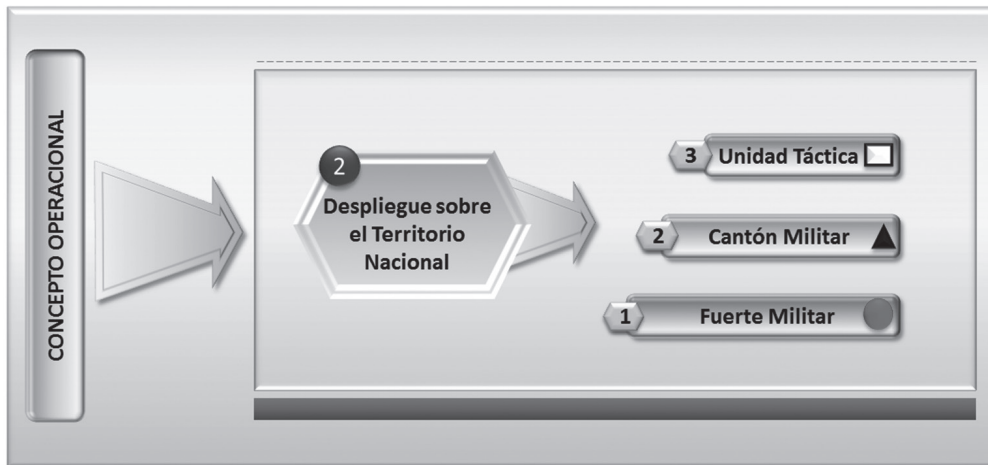 CONCEPTO OPERACIONAL
2
Despliegue sobre
el Territorio
Nacional
3 Unidad Táctica
2 Cantón Militar
1 Fuerte Militar